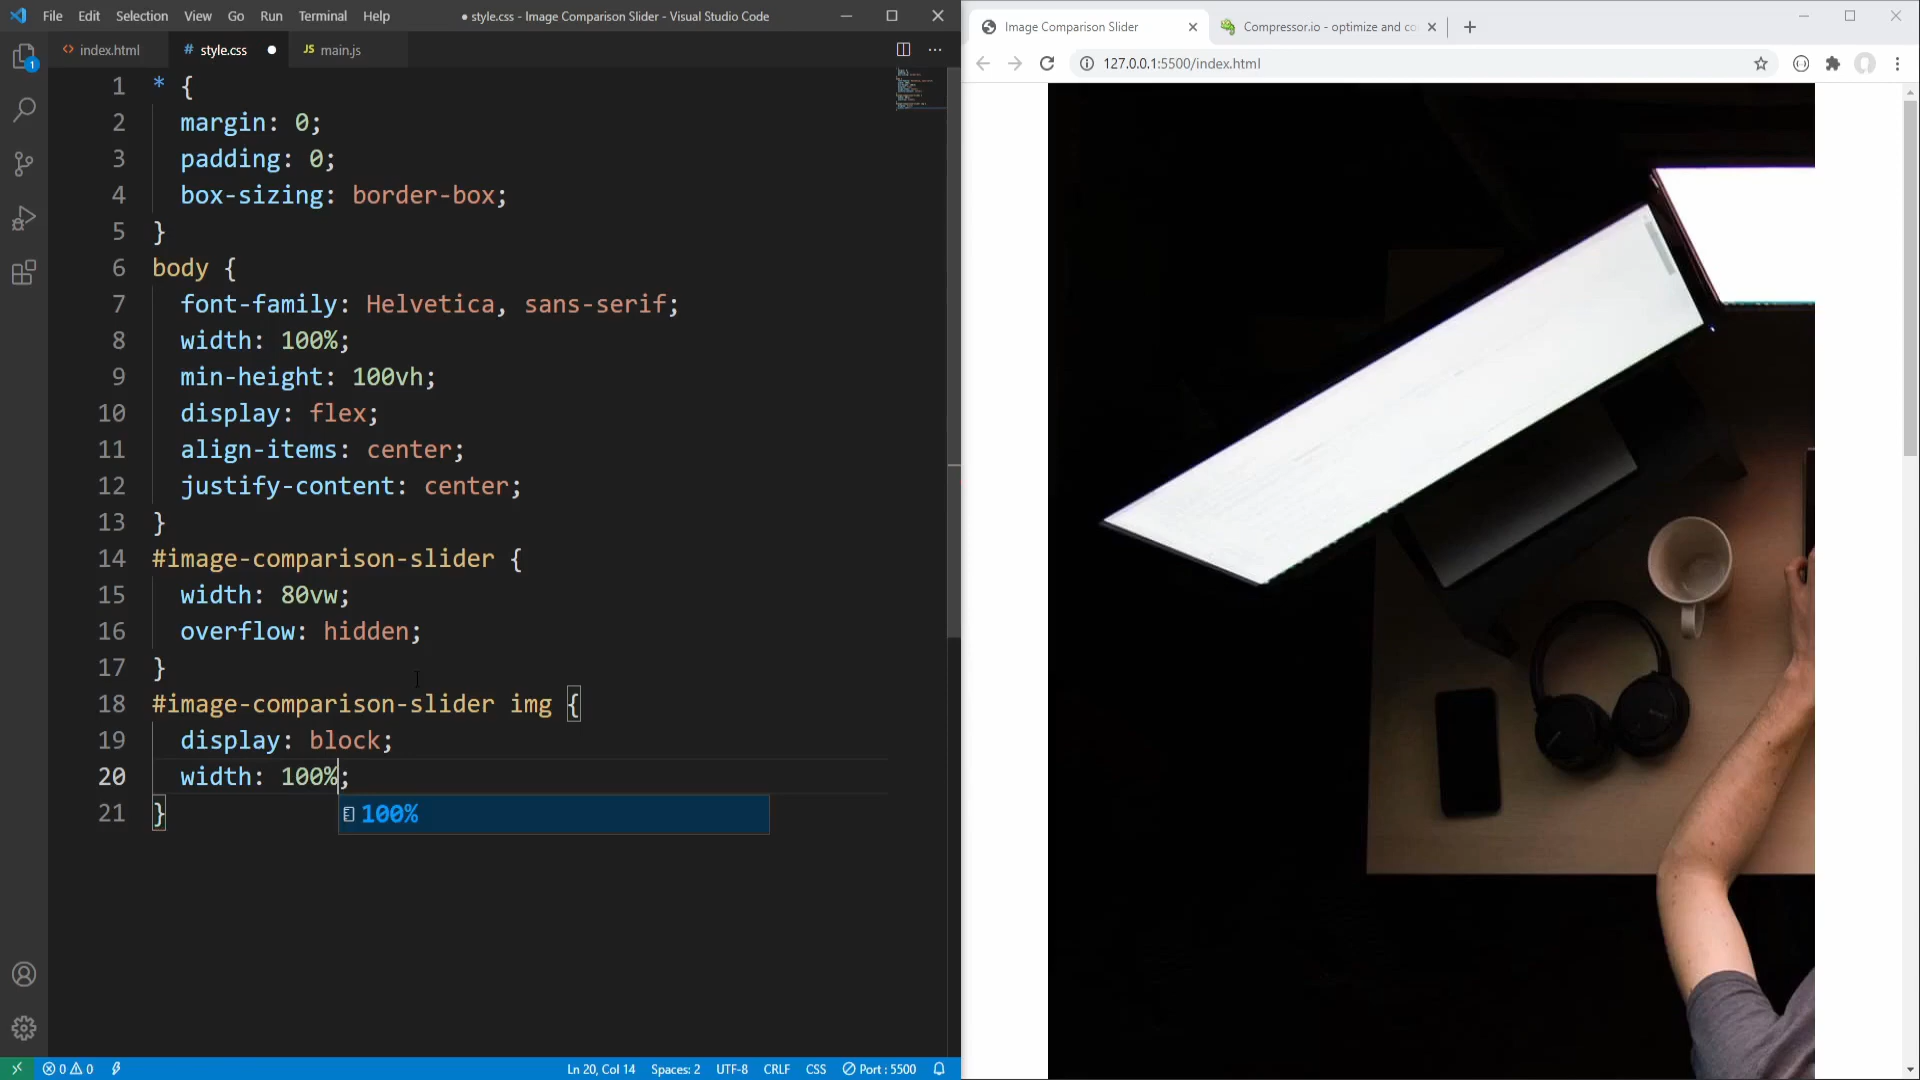 File Edit Selection View Go Run Terminal Help
● style.css - Image Comparison Slider - Visual Studio Code
index.html
# style.css ●
JS main.js
1 * {
2 margin: 0;
3 padding: 0;
4 box-sizing: border-box;
5 }
6 body {
7 font-family: Helvetica, sans-serif;
8 width: 100%;
9 min-height: 100vh;
10 display: flex;
11 align-items: center;
12 justify-content: center;
13 }
14 #image-comparison-slider {
15 width: 80vw;
16 overflow: hidden;
17 }
18 #image-comparison-slider img {
19 display: block;
20 width: 100%;
21 }
100%
1
0 0
Ln 20, Col 14 Spaces: 2 UTF-8 CRLF CSS Port : 5500
Image Comparison Slider
Compressor.io - optimize and co
127.0.0.1:5500/index.html